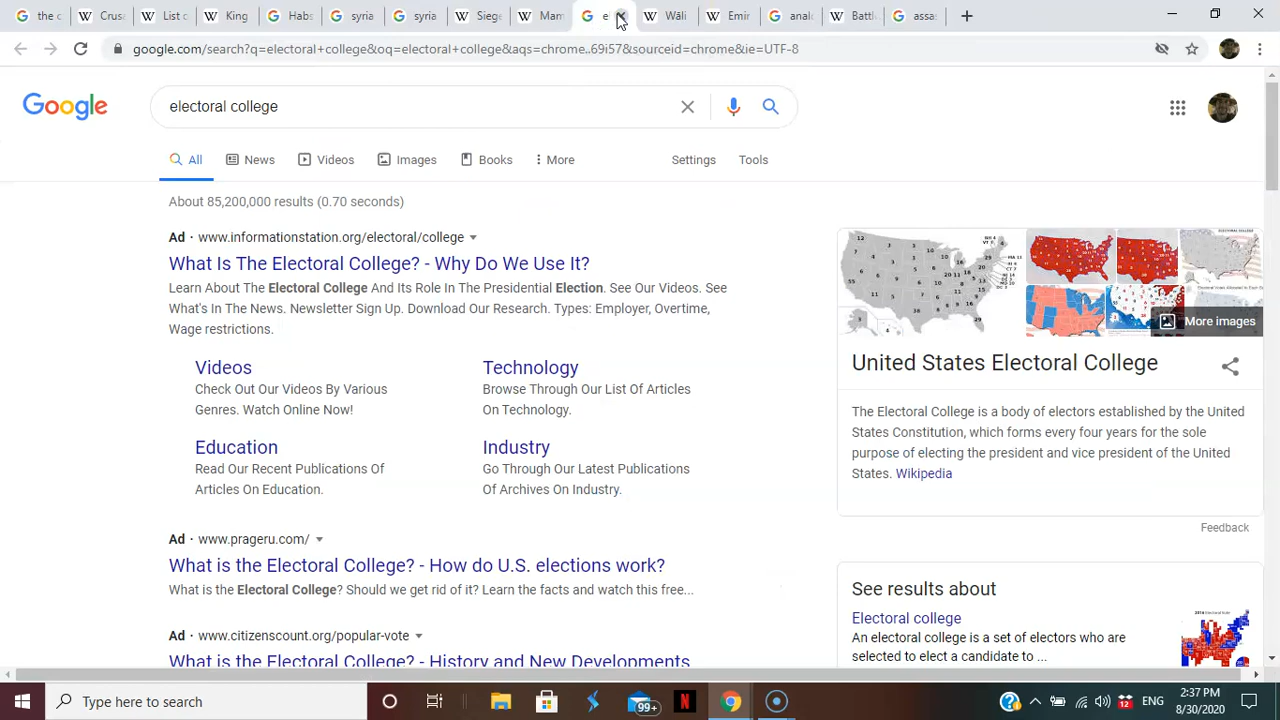 the c
Cruse
List c
King
Habs
syria
syria
Siege
Mam
el
Wāli
Emir
analc
Battl
assa
google.com/search?q=electoral+college&oq=electoral+college&aqs=chrome..69i57&sourceid=chrome&ie=UTF-8
Google
electoral college
All News Videos Images Books More Settings Tools
About 85,200,000 results (0.70 seconds)
Ad · www.informationstation.org/electoral/college
What Is The Electoral College? - Why Do We Use It?
Learn About The Electoral College And Its Role In The Presidential Election. See Our Videos. See
What's In The News. Newsletter Sign Up. Download Our Research. Types: Employer, Overtime,
Wage restrictions.
Videos
Check Out Our Videos By Various
Genres. Watch Online Now!
Technology
Browse Through Our List Of Articles
On Technology.
Education
Read Our Recent Publications Of
Articles On Education.
Industry
Go Through Our Latest Publications
Of Archives On Industry.
Ad · www.prageru.com/
What is the Electoral College? - How do U.S. elections work?
What is the Electoral College? Should we get rid of it? Learn the facts and watch this free...
Ad · www.citizenscount.org/popular-vote
What is the Electoral College? - History and New Developments
More images
United States Electoral College
The Electoral College is a body of electors established by the United
States Constitution, which forms every four years for the sole
purpose of electing the president and vice president of the United
States. Wikipedia
Feedback
See results about
Electoral college
An electoral college is a set of electors who are
selected to elect a candidate to ...
Type here to search
99+
N
12
ENG
2:37 PM
8/30/2020